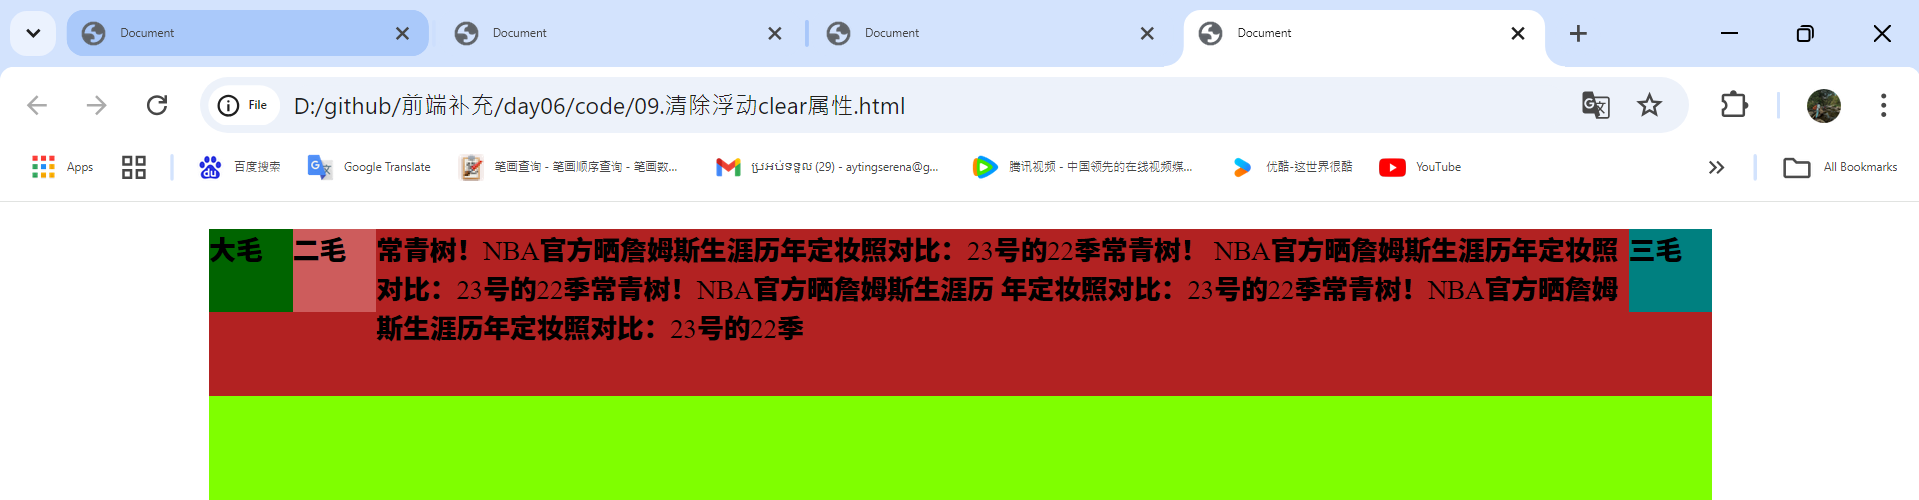 Document
Document
Document
Document
File
D:/github/前端补充/day06/code/09.清除浮动clear属性.html
Apps
百度搜索
Google Translate
笔画查询 - 笔画顺序查询 - 笔画数...
ប្រអប់ទទួល (29) - aytingserena@g...
腾讯视频 - 中国领先的在线视频媒...
优酷-这世界很酷
YouTube
All Bookmarks
大毛
二毛
常青树！NBA官方晒詹姆斯生涯历年定妆照对比：23号的22季常青树！ NBA官方晒詹姆斯生涯历年定妆照
对比：23号的22季常青树！NBA官方晒詹姆斯生涯历 年定妆照对比：23号的22季常青树！NBA官方晒詹姆
斯生涯历年定妆照对比：23号的22季
三毛